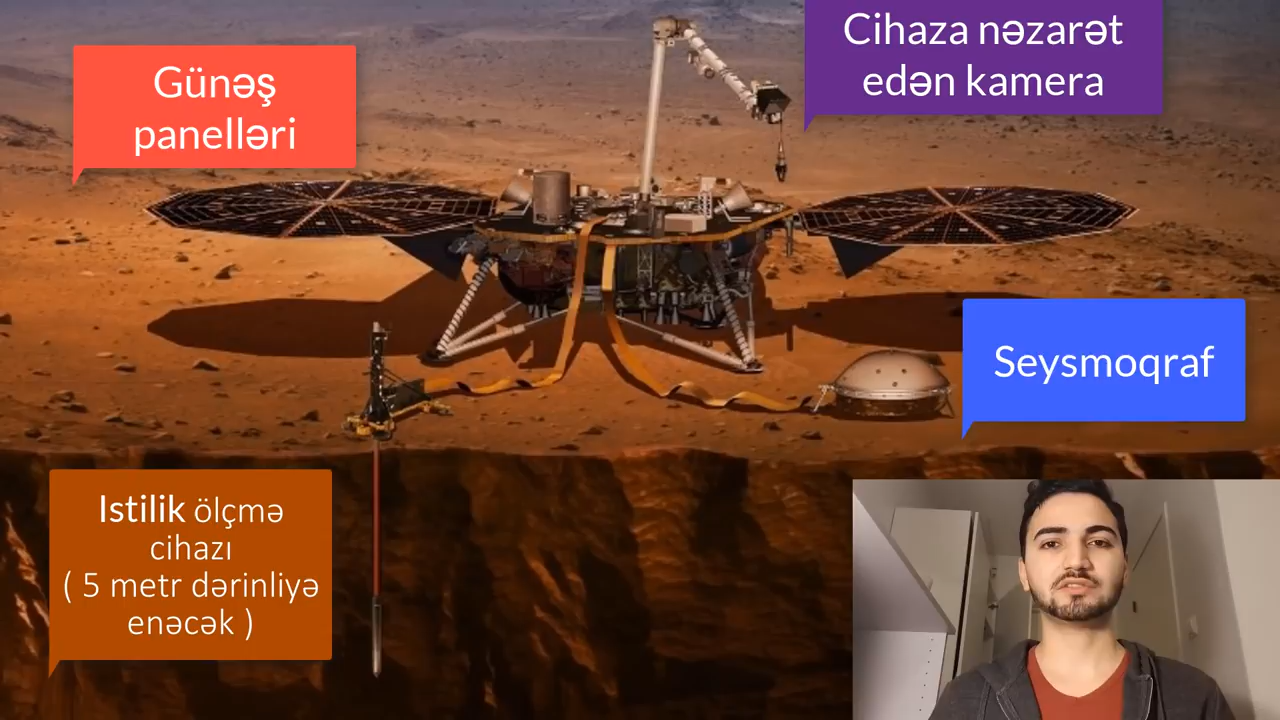 Günəş
panelləri
Cihaza nəzarət
edən kamera
Seysmoqraf
Istilik ölçmə
cihazı
( 5 metr dərinliyə
enəcək )